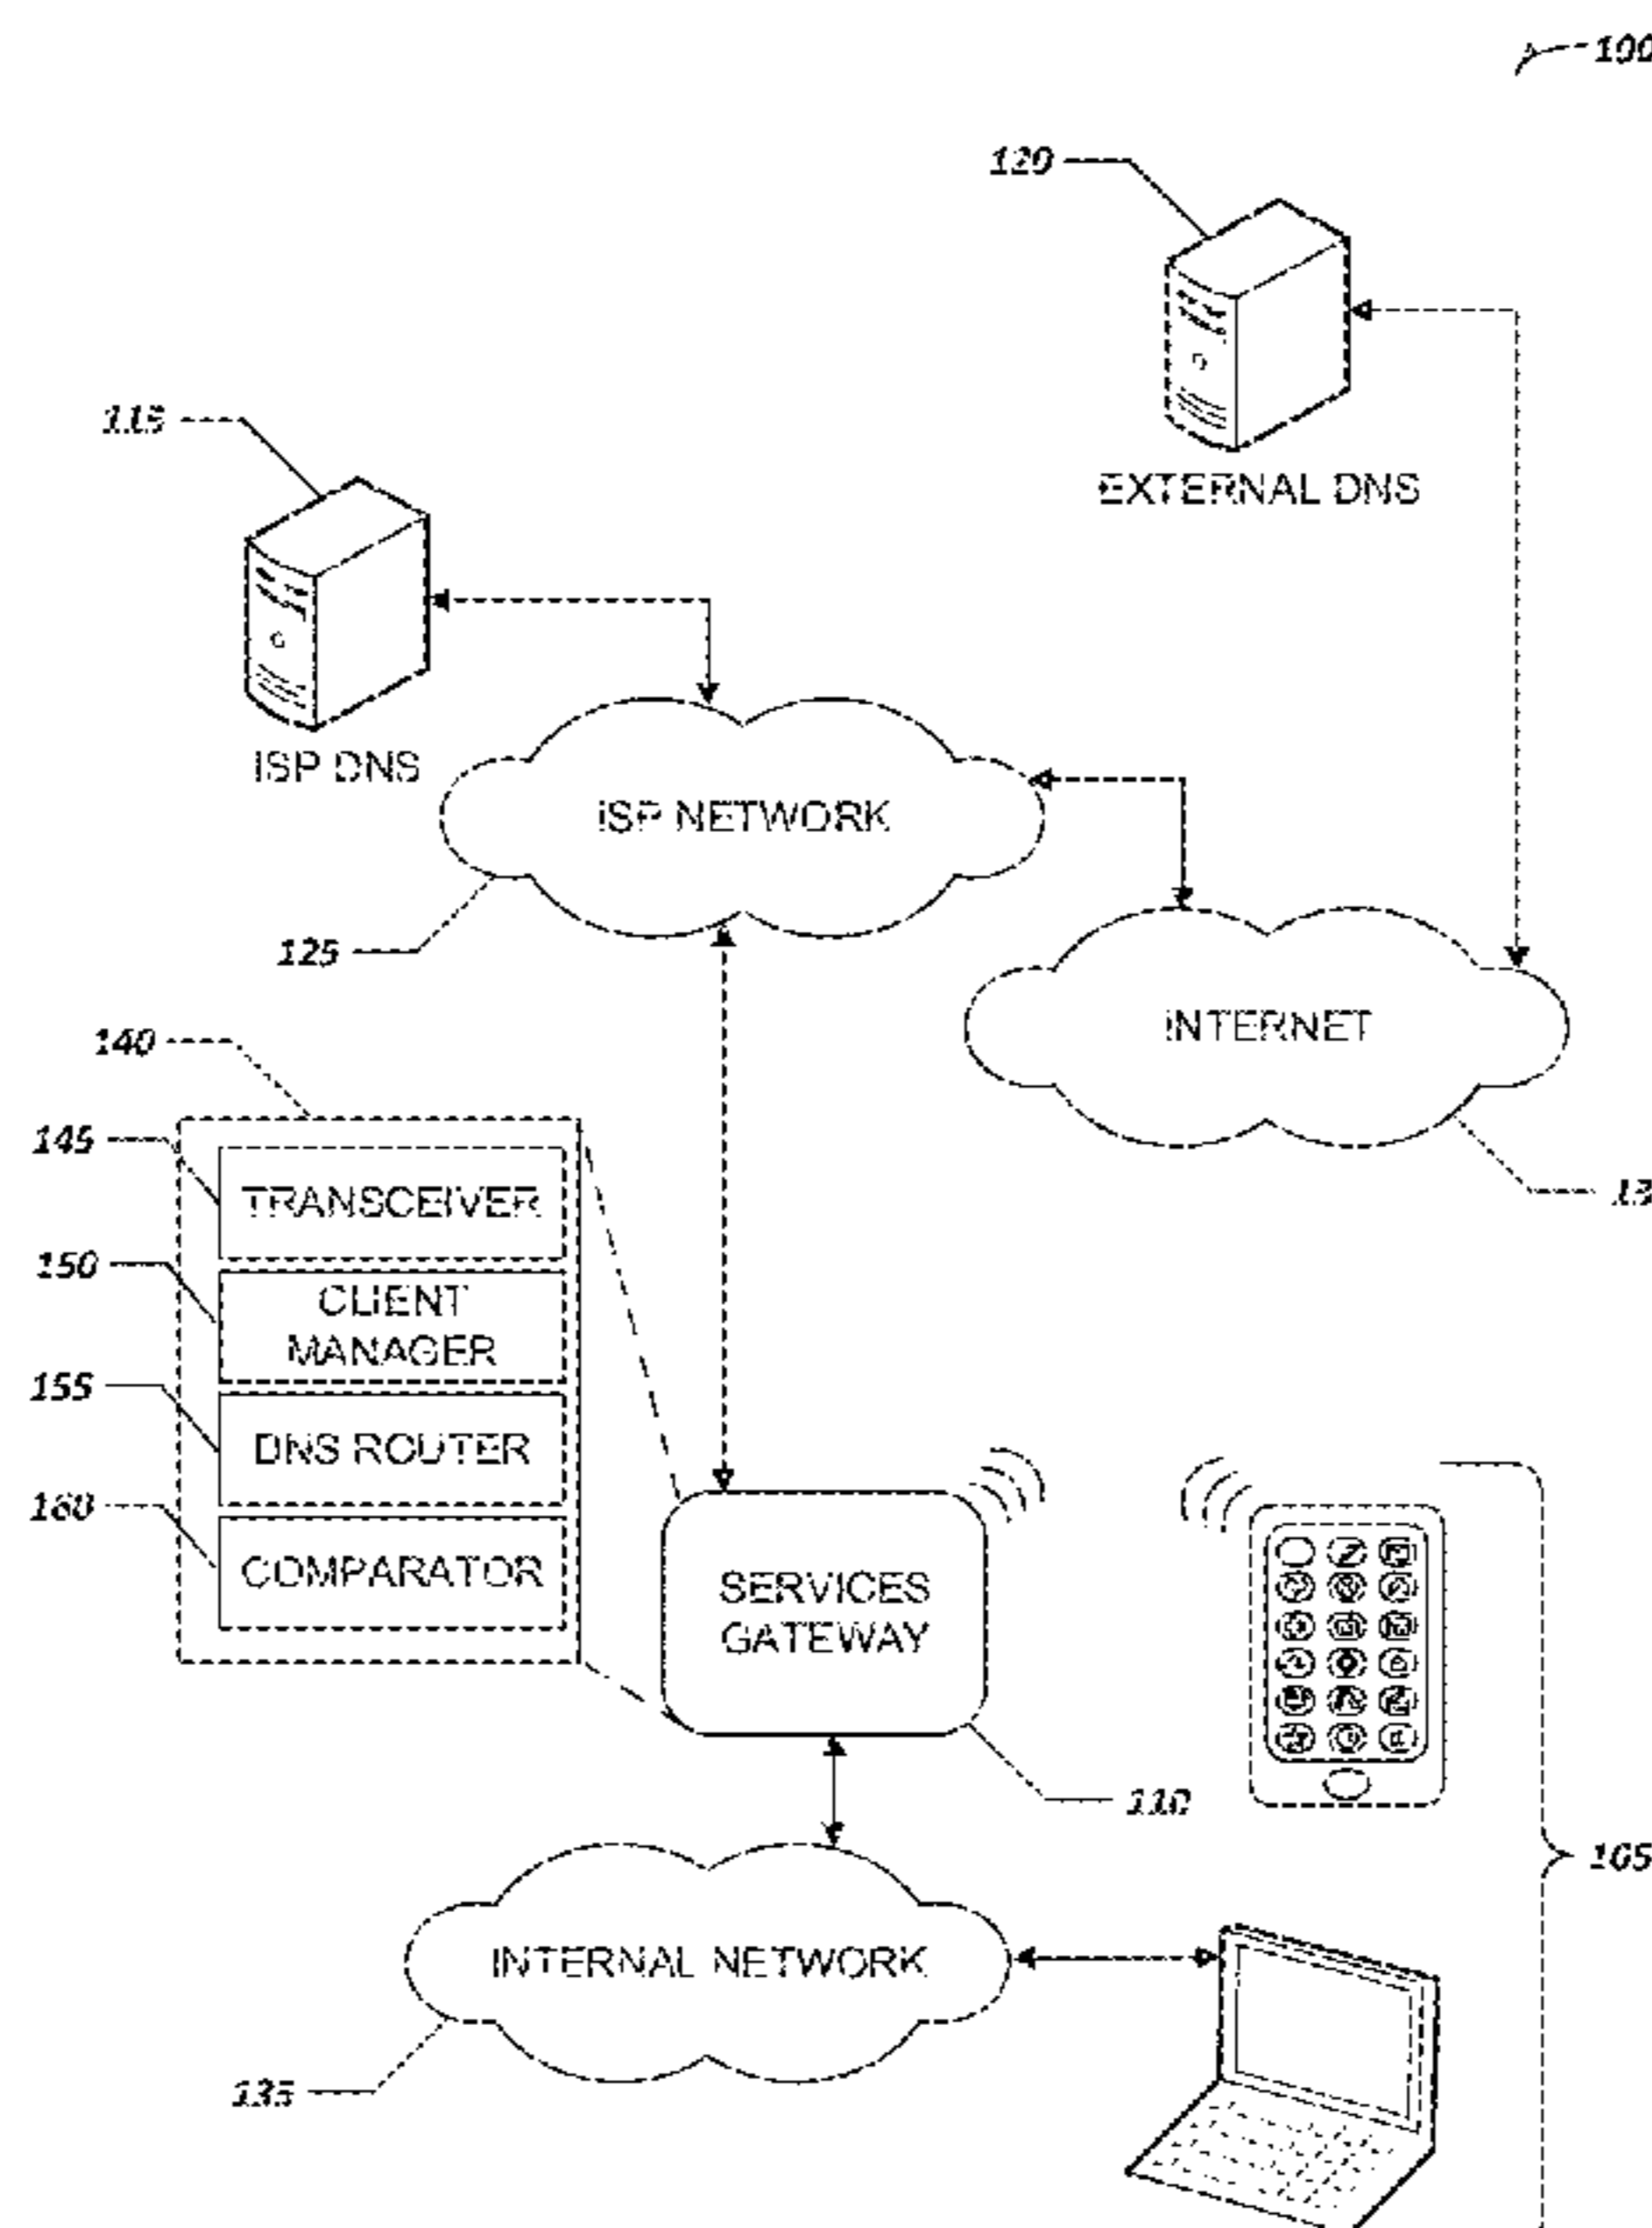 100
120
EXTERNAL DNS
115
ISP DNS
ISP NETWORK
125
INTERNET
13
140
145
TRANSCEIVER
150
CLIENT
MANAGER
155
DNS ROUTER
160
COMPARATOR
SERVICES
GATEWAY
110
105
INTERNAL NETWORK
135